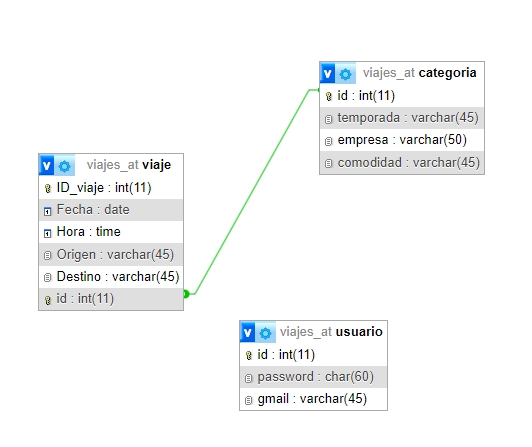 v viajes_at categoria
id : int(11)
temporada : varchar(45)
empresa : varchar(50)
comodidad : varchar(45)
v viajes_at viaje
ID_viaje : int(11)
Fecha : date
Hora : time
Origen : varchar(45)
Destino : varchar(45)
id : int(11)
v viajes_at usuario
id : int(11)
password : char(60)
gmail : varchar(45)